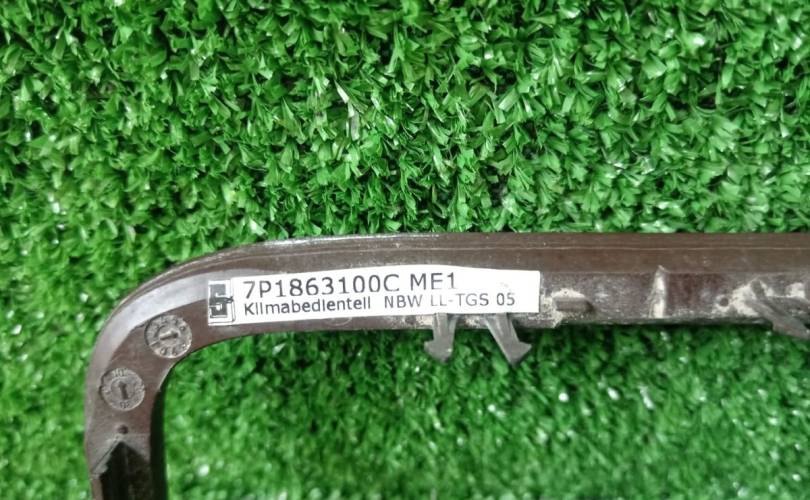 7P1863100C ME1
Klimabedienteil NBW LL-TGS 05